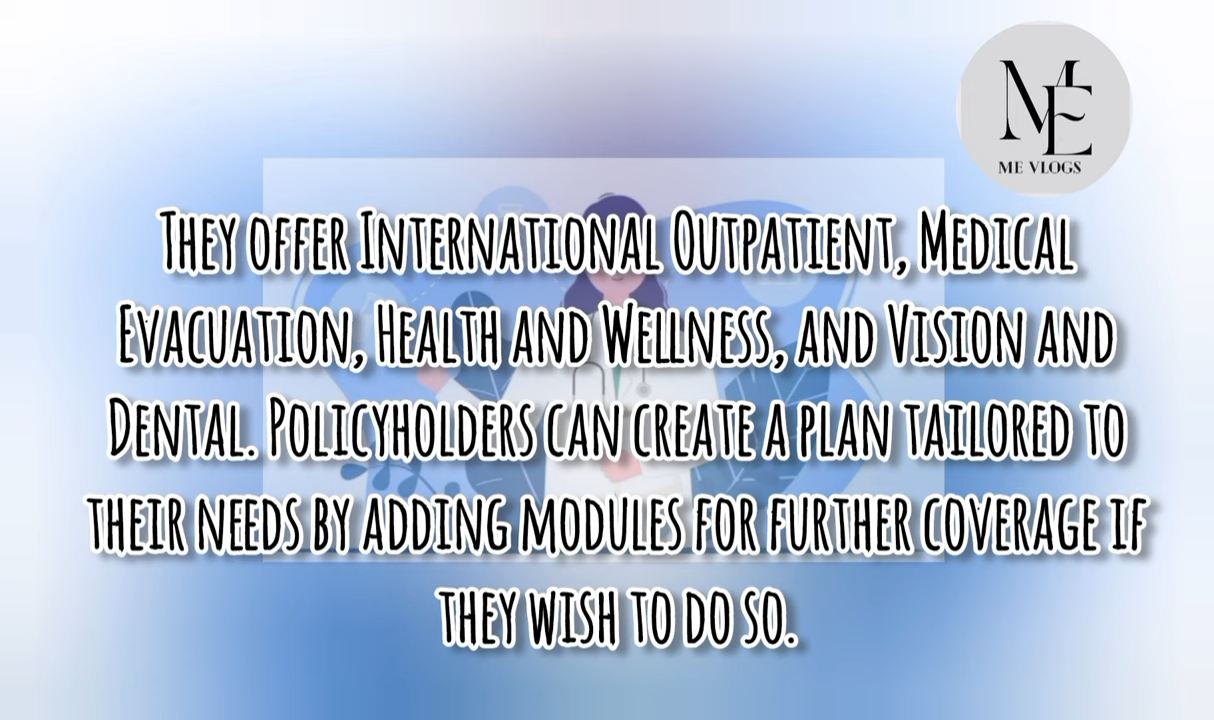 ME
ME VLOGS
They offer International Outpatient, Medical
Evacuation, Health and Wellness, and Vision and
Dental. Policyholders can create a plan tailored to
their needs by adding modules for further coverage if
they wish to do so.